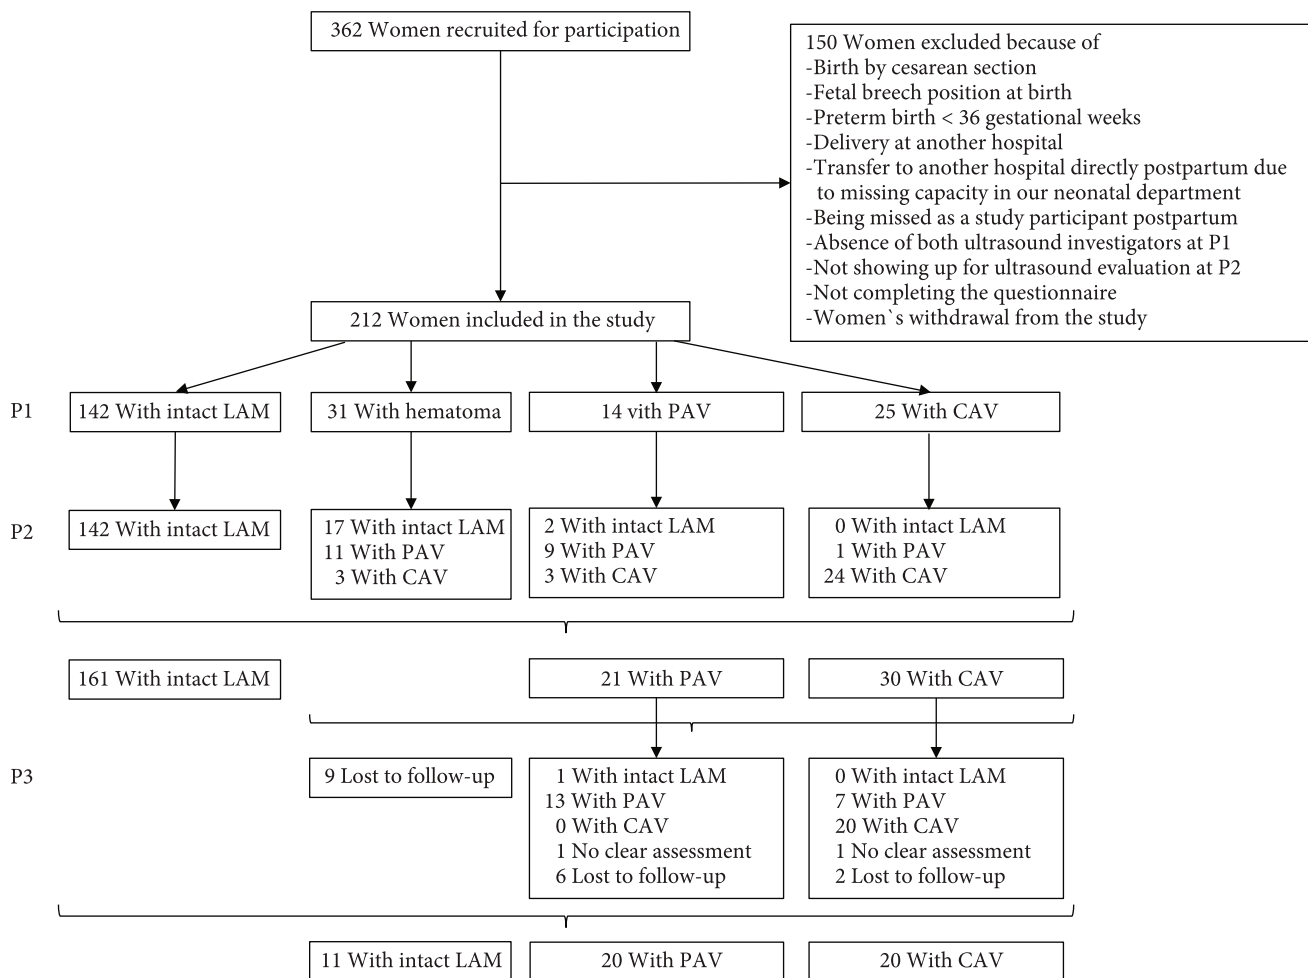 362 Women recruited for participation
150 Women excluded because of
-Birth by cesarean section
-Fetal breech position at birth
-Preterm birth < 36 gestational weeks
-Delivery at another hospital
-Transfer to another hospital directly postpartum due
to missing capacity in our neonatal department
-Being missed as a study participant postpartum
-Absence of both ultrasound investigators at P1
-Not showing up for ultrasound evaluation at P2
-Not completing the questionnaire
-Women`s withdrawal from the study
212 Women included in the study
P1
142 With intact LAM
31 With hematoma
14 vith PAV
25 With CAV
P2
142 With intact LAM
17 With intact LAM
11 With PAV
3 With CAV
2 With intact LAM
9 With PAV
3 With CAV
0 With intact LAM
1 With PAV
24 With CAV
161 With intact LAM
21 With PAV
30 With CAV
P3
9 Lost to follow-up
1 With intact LAM
13 With PAV
0 With CAV
1 No clear assessment
6 Lost to follow-up
0 With intact LAM
7 With PAV
20 With CAV
1 No clear assessment
2 Lost to follow-up
11 With intact LAM
20 With PAV
20 With CAV